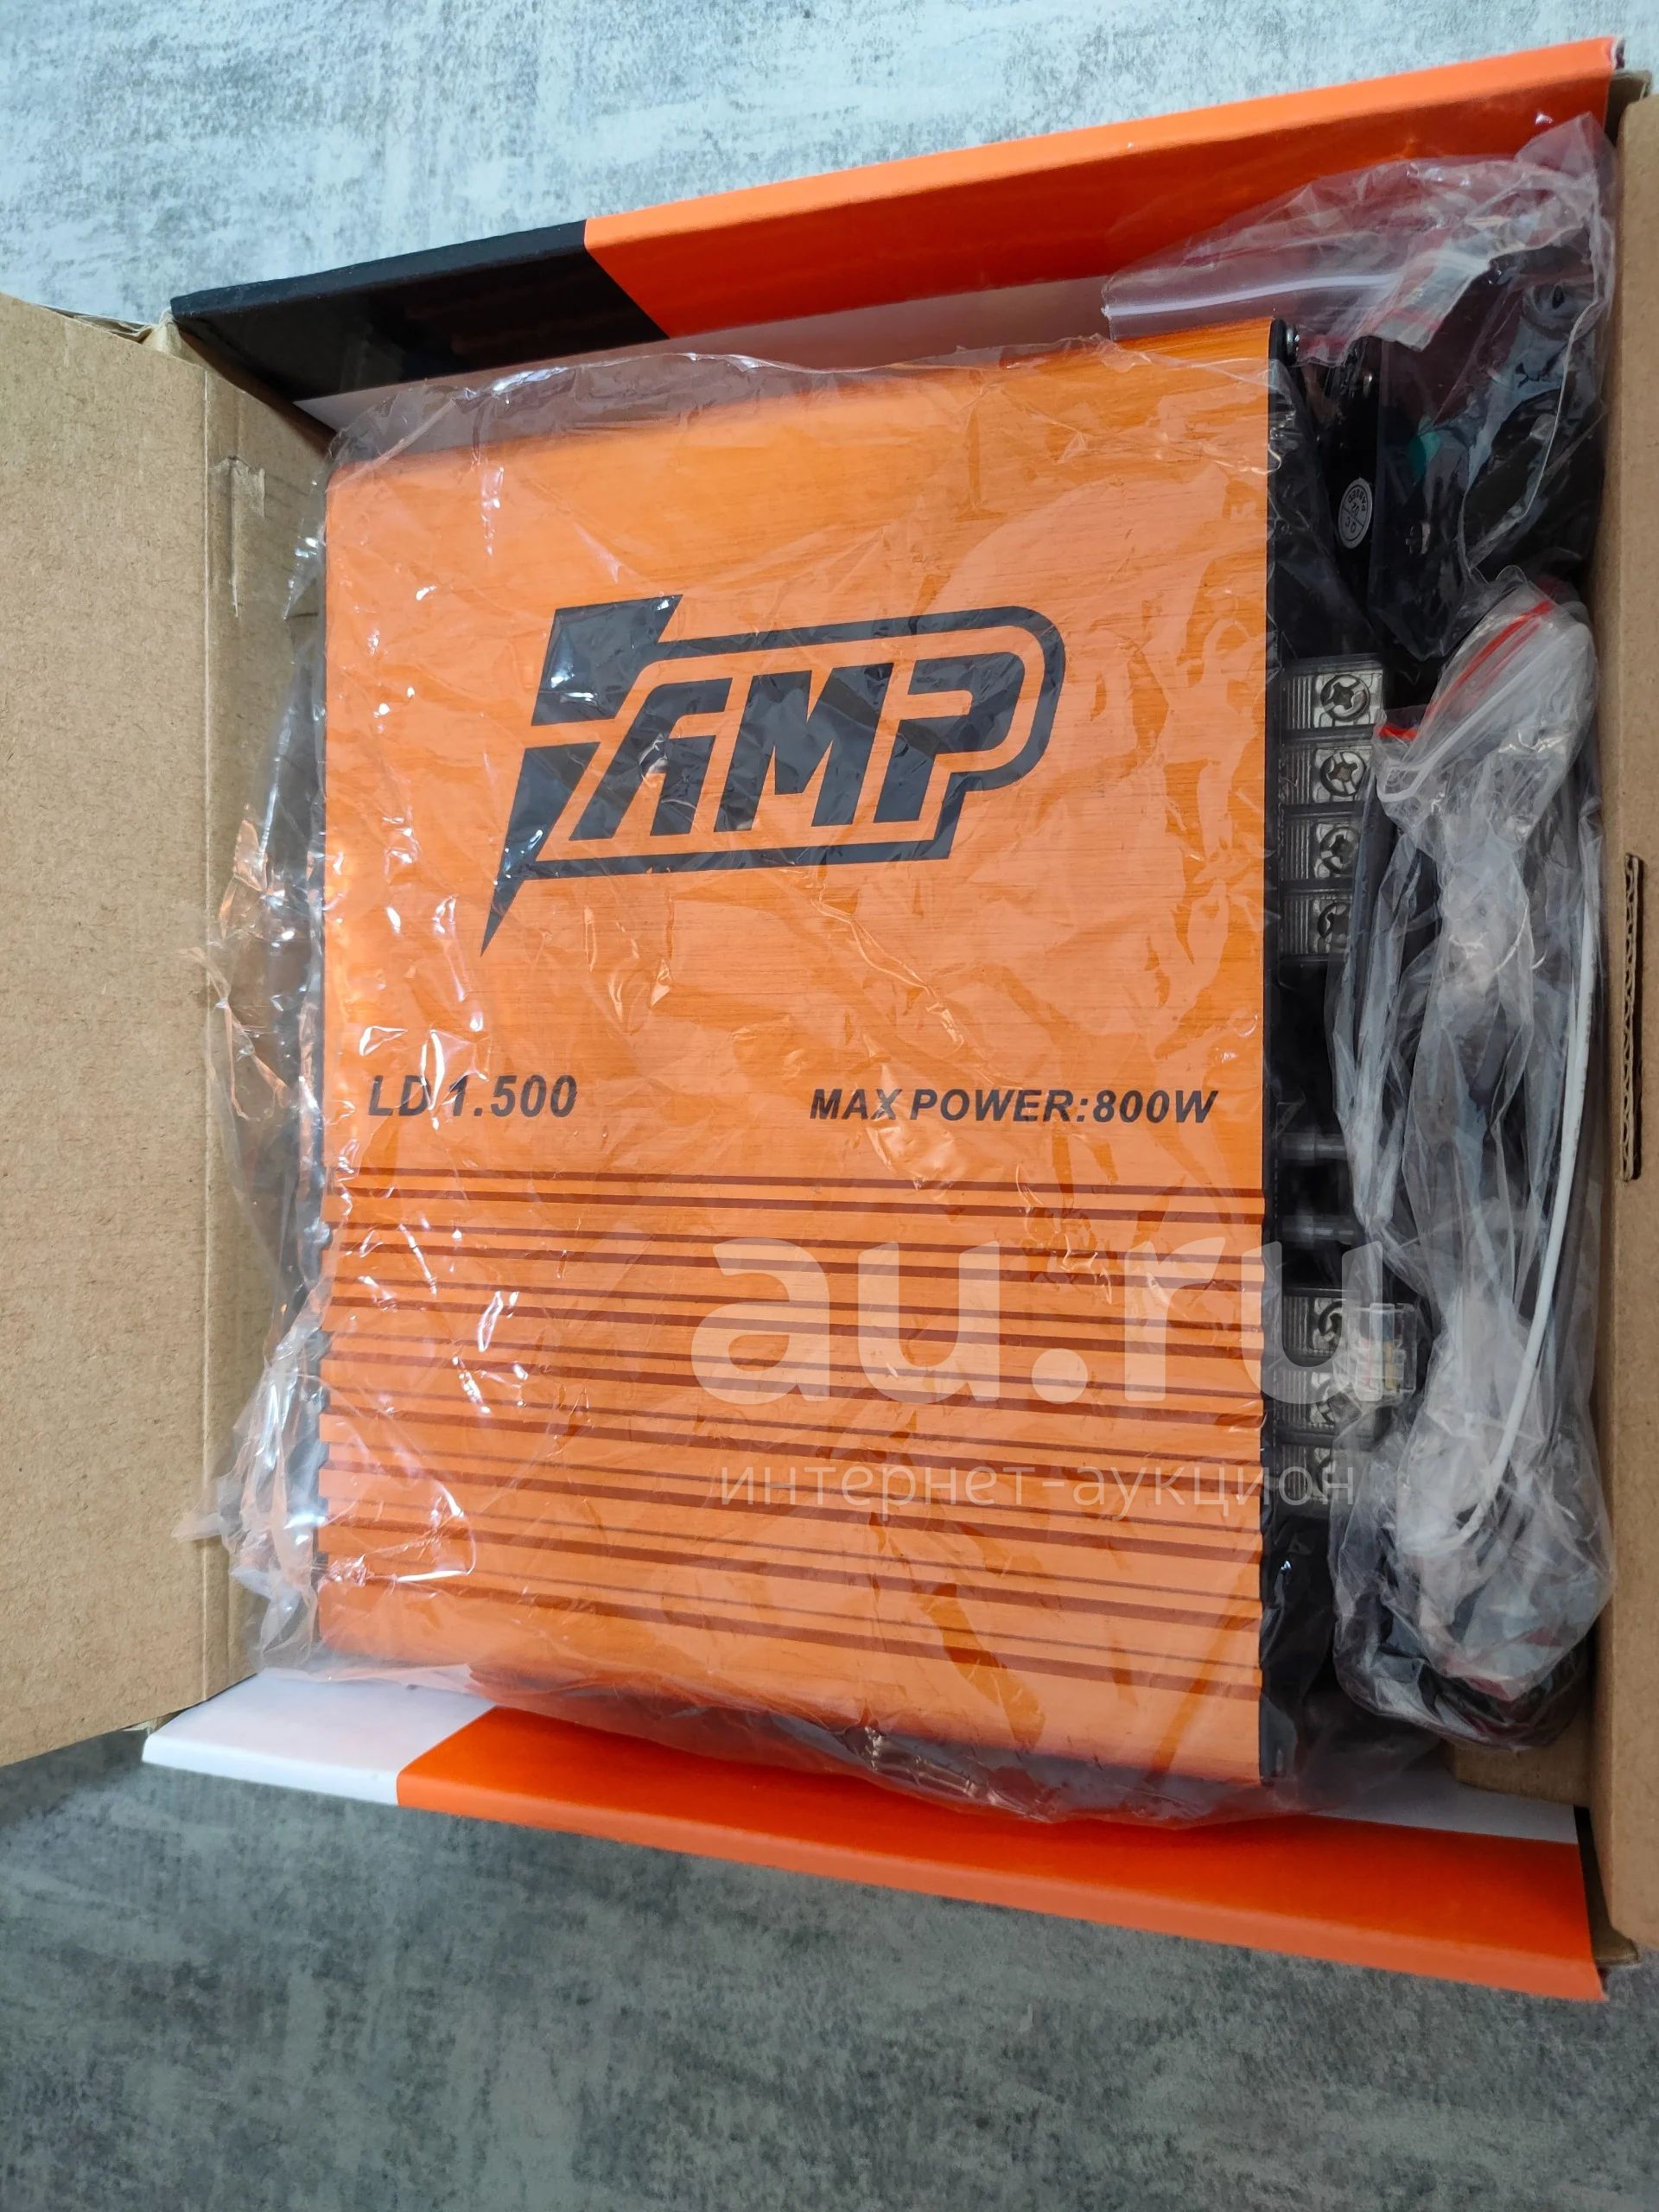 AMP
LD 1.500
MAX POWER:800W
au.ru
интернет-аукцион